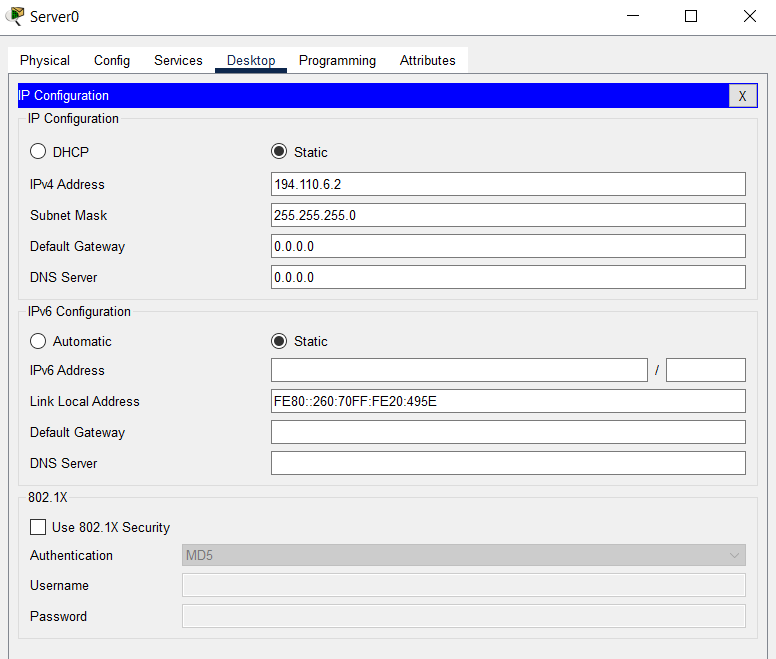 Server0
Physical Config Services Desktop Programming Attributes
IP Configuration X
IP Configuration
DHCP Static
IPv4 Address 194.110.6.2
Subnet Mask 255.255.255.0
Default Gateway 0.0.0.0
DNS Server 0.0.0.0
IPv6 Configuration
Automatic Static
IPv6 Address /
Link Local Address FE80::260:70FF:FE20:495E
Default Gateway
DNS Server
802.1X
Use 802.1X Security
Authentication MD5
Username
Password